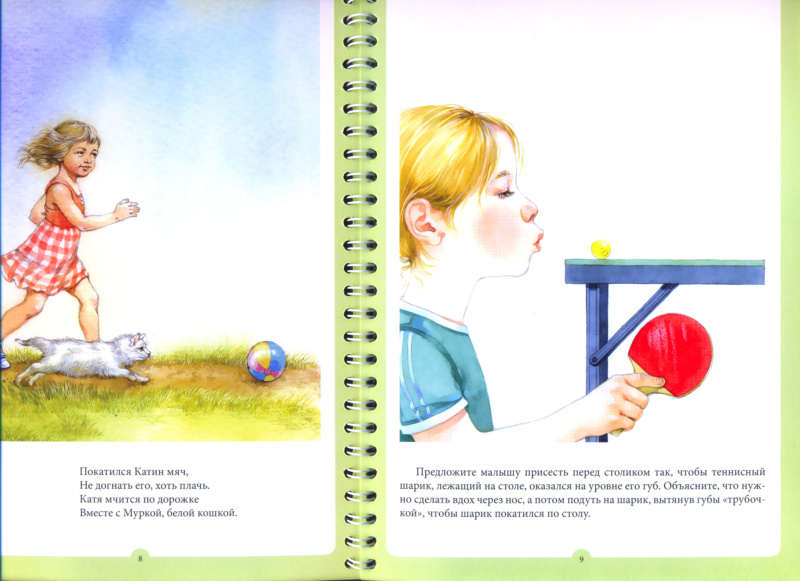 Покатился Катин мяч,
Не догнать его, хоть плачь.
Катя мчится по дорожке
Вместе с Муркой, белой кошкой.
8
Предложите малышу присесть перед столиком так, чтобы теннисный
шарик, лежащий на столе, оказался на уровне его губ. Объясните, что нуж-
но сделать вдох через нос, а потом подуть на шарик, вытянув губы «трубоч-
кой», чтобы шарик покатился по столу.
9